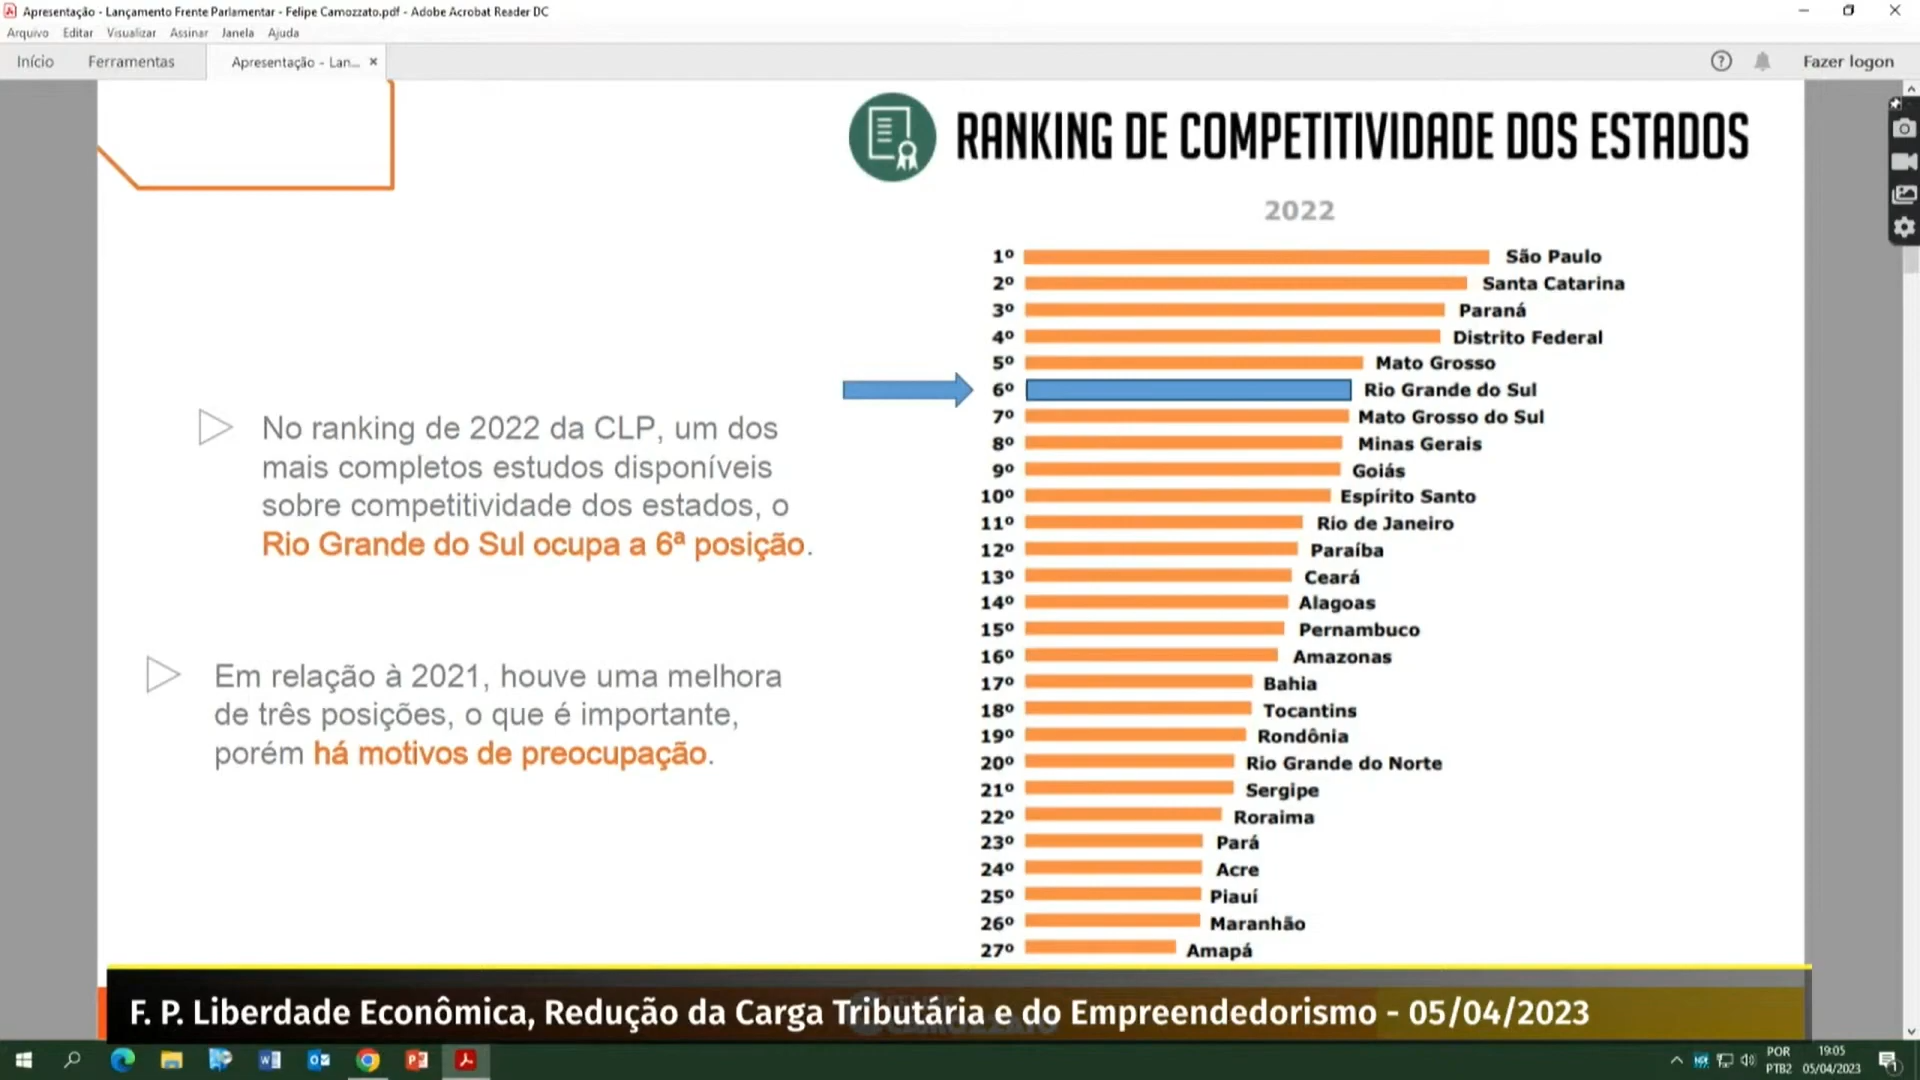 Apresentação - Lançamento Frente Parlamentar - Felipe Camozzato.pdf - Adobe Acrobat Reader DC
Arquivo Editar Visualizar Assinar Janela Ajuda
Início Ferramentas Apresentação - Lan... × Fazer logon
RANKING DE COMPETITIVIDADE DOS ESTADOS
2022
No ranking de 2022 da CLP, um dos
mais completos estudos disponíveis
sobre competitividade dos estados, o
Rio Grande do Sul ocupa a 6ª posição.
Em relação à 2021, houve uma melhora
de três posições, o que é importante,
porém há motivos de preocupação.
1º São Paulo
2º Santa Catarina
3º Paraná
4º Distrito Federal
5º Mato Grosso
6º Rio Grande do Sul
7º Mato Grosso do Sul
8º Minas Gerais
9º Goiás
10º Espírito Santo
11º Rio de Janeiro
12º Paraíba
13º Ceará
14º Alagoas
15º Pernambuco
16º Amazonas
17º Bahia
18º Tocantins
19º Rondônia
20º Rio Grande do Norte
21º Sergipe
22º Roraima
23º Pará
24º Acre
25º Piauí
26º Maranhão
27º Amapá
F. P. Liberdade Econômica, Redução da Carga Tributária e do Empreendedorismo - 05/04/2023
POR 19:05
PTB2 05/04/2023